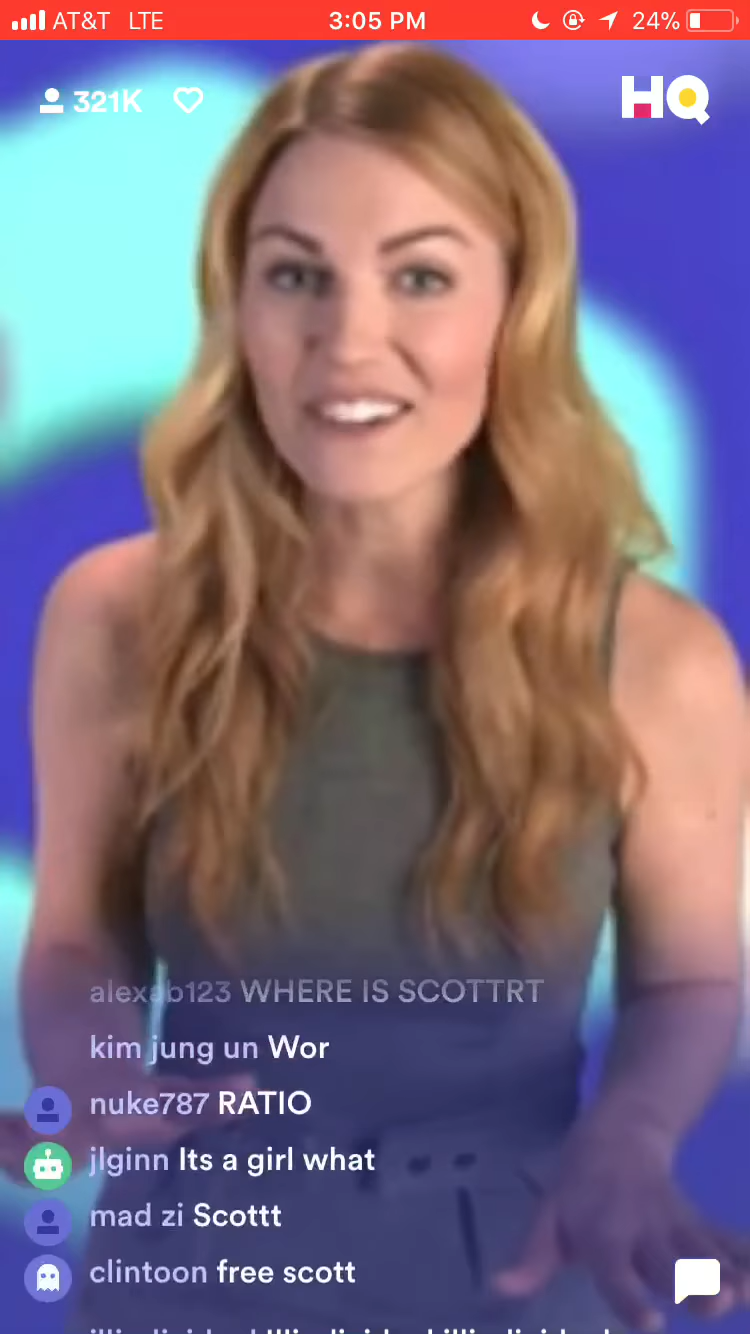 AT&T LTE 3:05 PM 24%
321K HQ
alexab123 WHERE IS SCOTTRT
kim jung un Wor
nuke787 RATIO
jlginn Its a girl what
mad zi Scottt
clintoon free scott